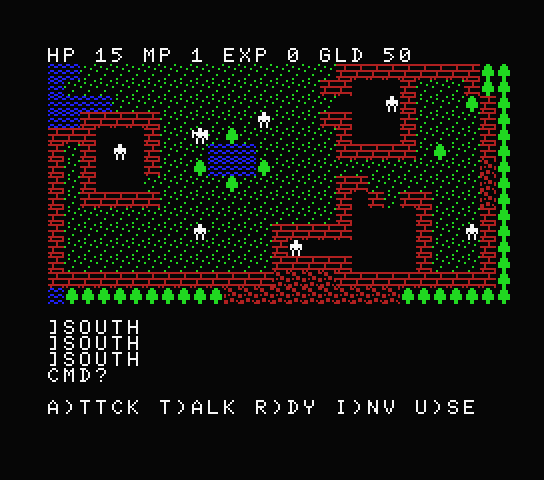 HP 15 MP 1 EXP 0 GLD 50
]SOUTH
]SOUTH
]SOUTH
CMD?
A)TTCK T)ALK R)DY I)NV U)SE